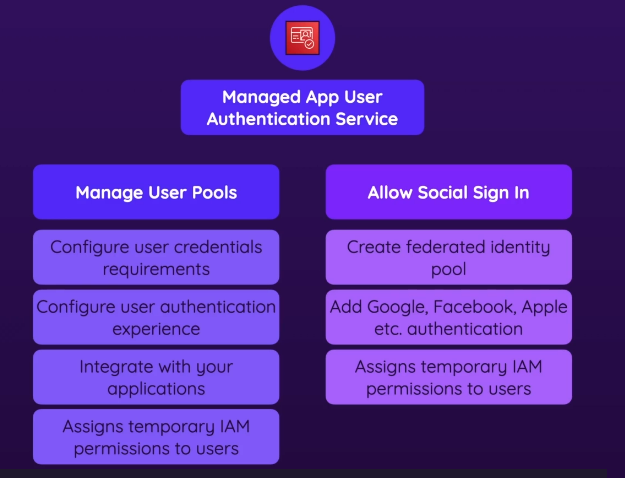 Managed App User
Authentication Service
Manage User Pools
Configure user credentials
requirements
Configure user authentication
experience
Integrate with your
applications
Assigns temporary IAM
permissions to users
Allow Social Sign In
Create federated identity
pool
Add Google, Facebook, Apple
etc. authentication
Assigns temporary IAM
permissions to users